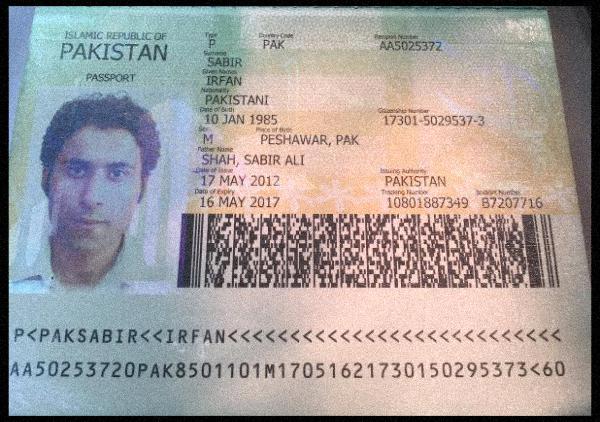 ISLAMIC REPUBLIC OF
PAKISTAN
PASSPORT
Type
P
Country Code
PAK
Passport Number
AA5025372
Surname
SABIR
Given Names
IRFAN
Nationality
PAKISTANI
Date of Birth
10 JAN 1985
Citizenship Number
17301-5029537-3
Sex
M
Place of Birth
PESHAWAR, PAK
Father Name
SHAH, SABIR ALI
Date of Issue
17 MAY 2012
Issuing Authority
PAKISTAN
Date of Expiry
16 MAY 2017
Tracking Number
10801887349
Booklet Number
B7207716
P<PAKSABIR<<IRFAN<<<<<<<<<<<<<<<<<<<<<<<<<<<
AA50253720PAK8501101M17051621730150295373<60